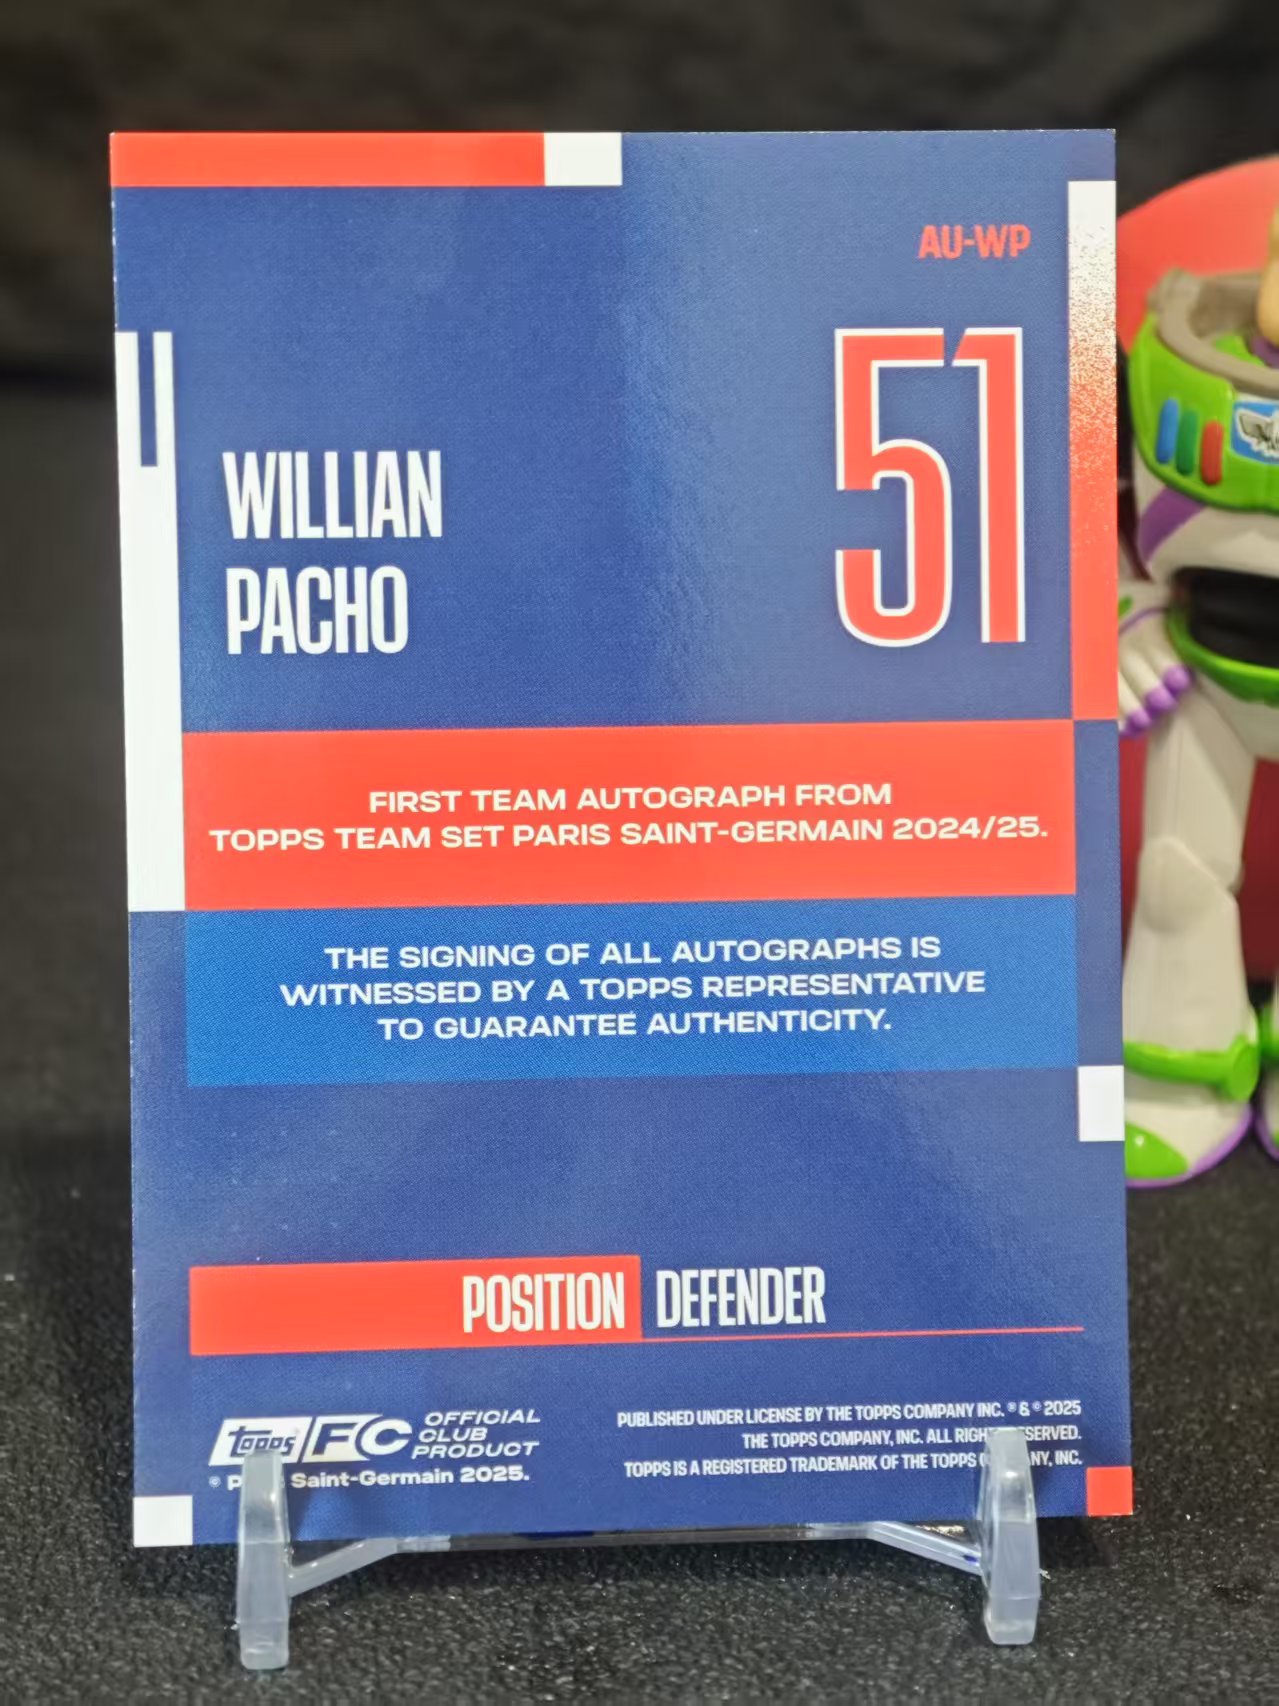 AU-WP
51
WILLIAN
PACHO
FIRST TEAM AUTOGRAPH FROM
TOPPS TEAM SET PARIS SAINT-GERMAIN 2024/25.
THE SIGNING OF ALL AUTOGRAPHS IS
WITNESSED BY A TOPPS REPRESENTATIVE
TO GUARANTEE AUTHENTICITY.
POSITION DEFENDER
topps FC OFFICIAL
CLUB
PRODUCT
© Saint-Germain 2025.
PUBLISHED UNDER LICENSE BY THE TOPPS COMPANY INC. ® & © 2025
THE TOPPS COMPANY, INC. ALL
TOPPS IS A REGISTERED TRADEMARK OF THE TOPPS INC.